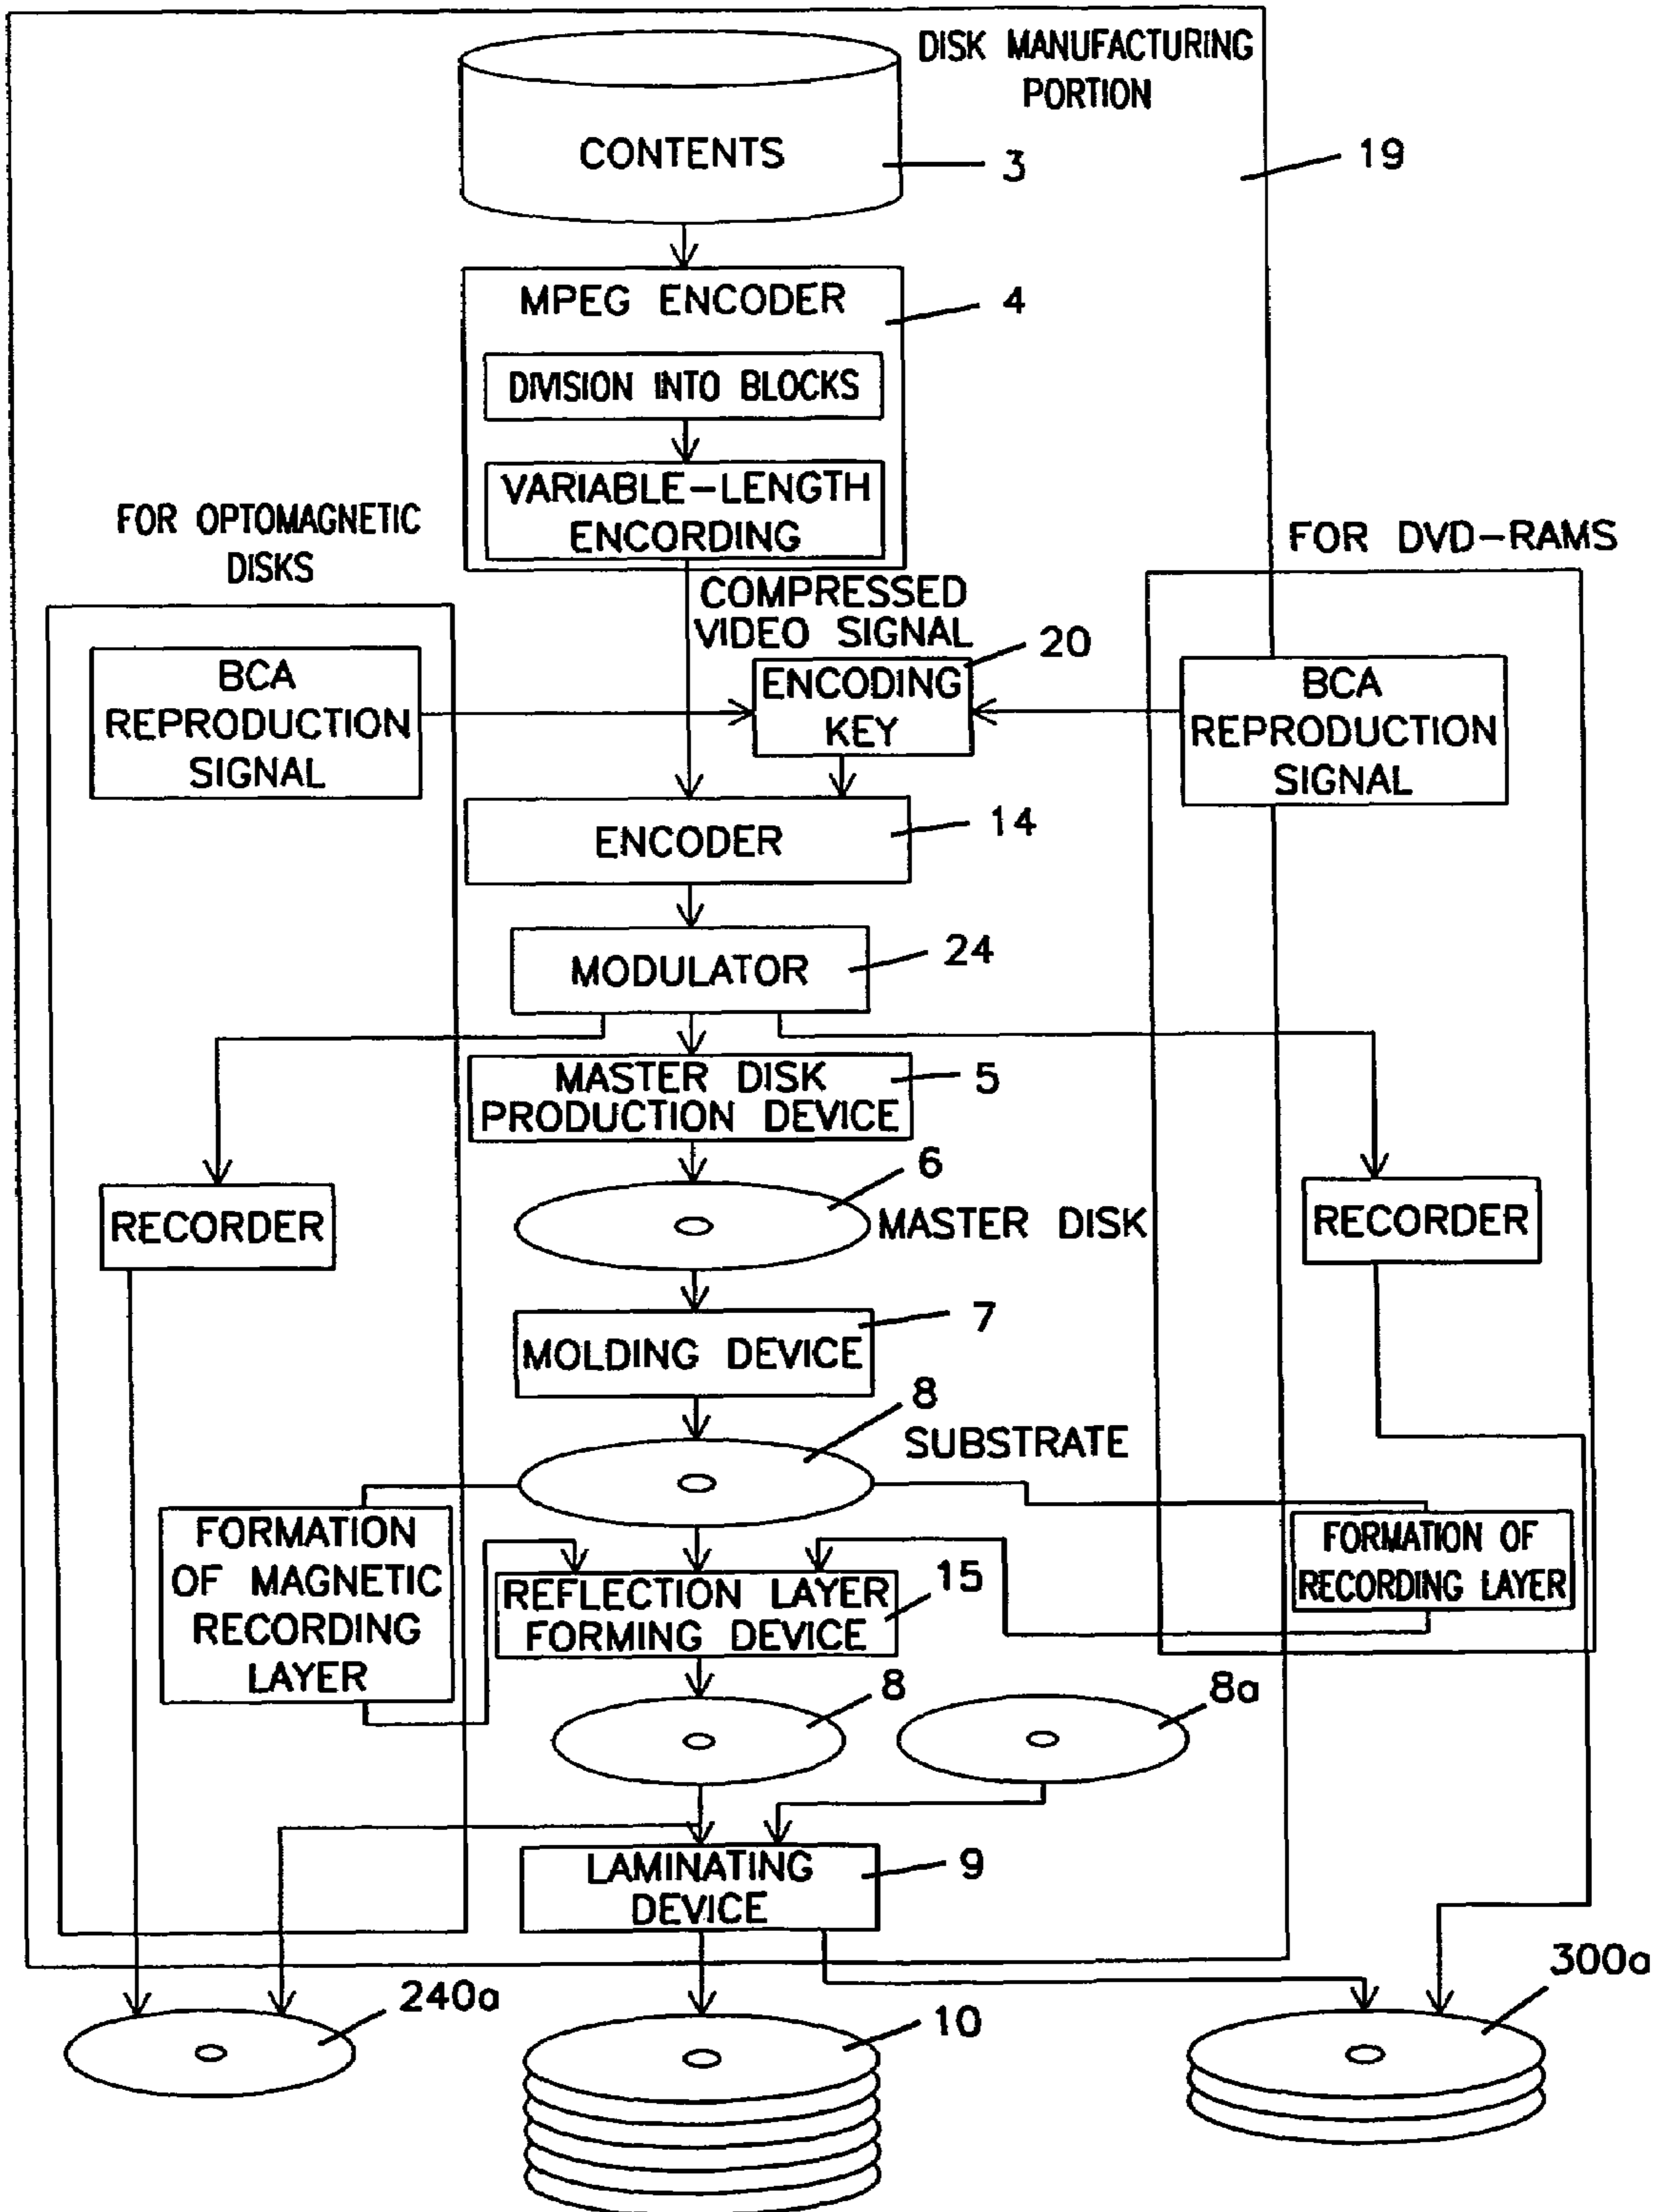 DISK MANUFACTURING
PORTION
CONTENTS
3
19
MPEG ENCODER
4
DIVISION INTO BLOCKS
VARIABLE-LENGTH
ENCORDING
FOR OPTOMAGNETIC
DISKS
FOR DVD-RAMS
COMPRESSED
VIDEO SIGNAL
20
BCA
REPRODUCTION
SIGNAL
ENCODING
KEY
BCA
REPRODUCTION
SIGNAL
ENCODER
14
MODULATOR
24
MASTER DISK
PRODUCTION DEVICE
5
6
RECORDER
MASTER DISK
RECORDER
MOLDING DEVICE
7
8
SUBSTRATE
FORMATION
OF MAGNETIC
RECORDING
LAYER
REFLECTION LAYER
FORMING DEVICE
15
FORMATION OF
RECORDING LAYER
8
8a
LAMINATING
DEVICE
9
240a
10
300a